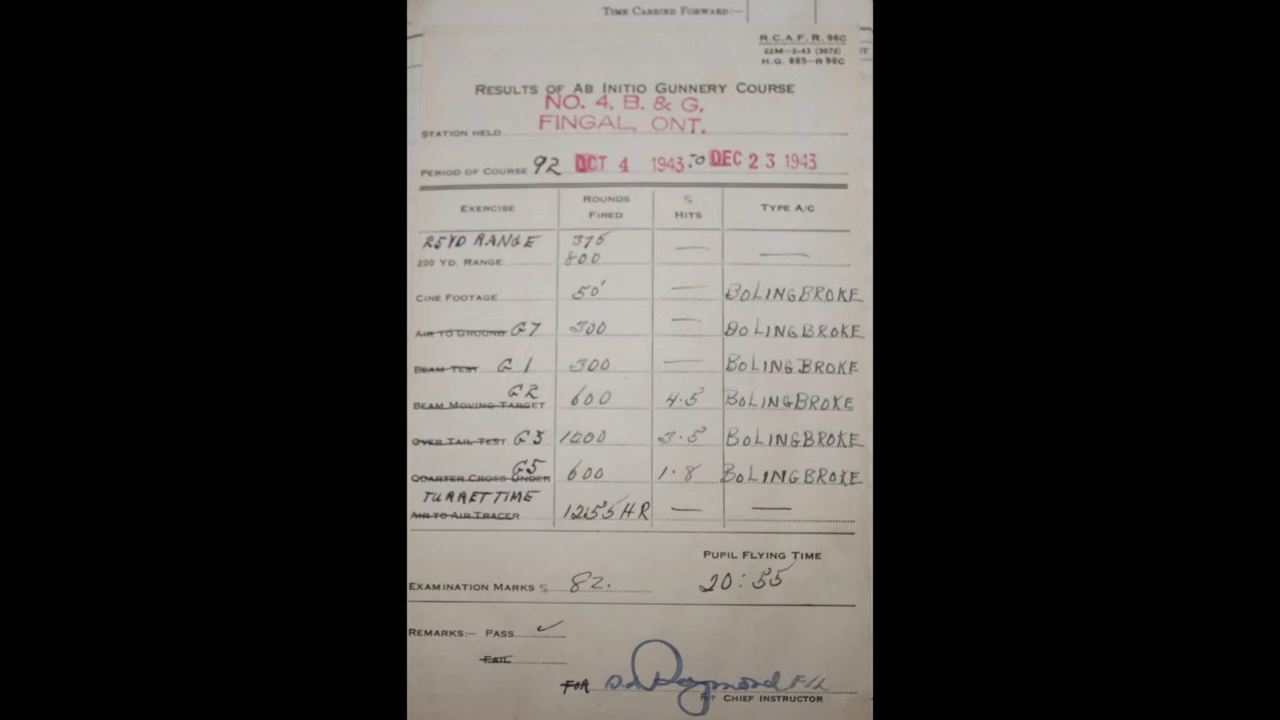 TIME CARRIED FORWARD:—
R.C.A.F. R. 96C
22M—2-43 (3072)
H.Q. 885—R 96C
RESULTS OF AB INITIO GUNNERY COURSE
NO. 4, B. & G.
FINGAL, ONT.
STATION HELD
PERIOD OF COURSE 92 OCT 4 1943 TO DEC 23 1943
EXERCISE ROUNDS FIRED % HITS TYPE A/C
25YD RANGE 375 — —
200 YD. RANGE 800
CINE FOOTAGE 50' — BOLINGBROKE
AIR TO GROUND G7 300 — BOLINGBROKE
BEAM TEST G1 300 — BOLINGBROKE
G2
BEAM MOVING TARGET 600 4.5 BOLINGBROKE
OVER TAIL TEST G3 1200 3.5 BOLINGBROKE
G5
QUARTER CROSS UNDER 600 1.8 BOLINGBROKE
TURRET TIME
AIR TO AIR TRACER 12:55 HR — —
PUPIL FLYING TIME
EXAMINATION MARKS % 82. 20:55
REMARKS:— PASS ✓
FAIL
FOR Raymond F/L
CHIEF INSTRUCTOR